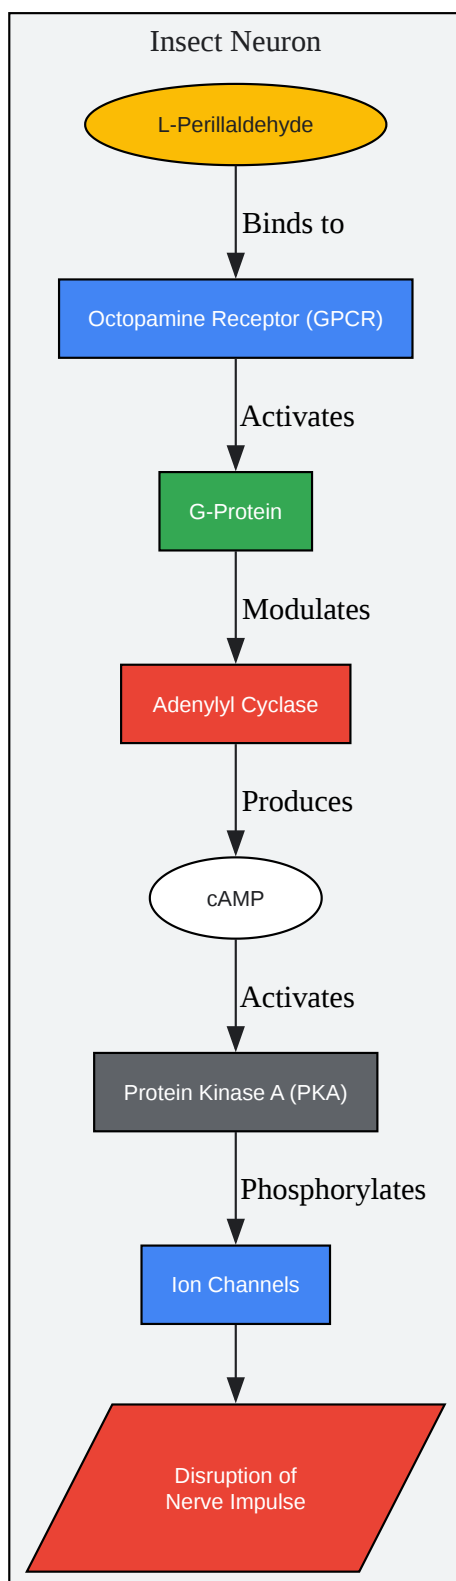 Insect Neuron
L-Perillaldehyde
Binds to
Octopamine Receptor (GPCR)
Activates
G-Protein
Modulates
Adenylyl Cyclase
Produces
cAMP
Activates
Protein Kinase A (PKA)
Phosphorylates
Ion Channels
Disruption of
Nerve Impulse